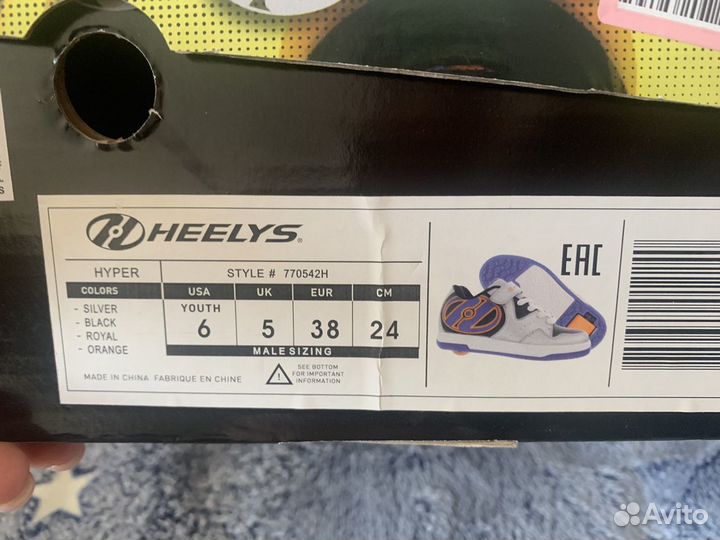 HEELYS®
HYPER
STYLE # 770542H
COLORS
USA UK EUR CM
- SILVER
- BLACK
- ROYAL
- ORANGE
YOUTH
6 5 38 24
MALE SIZING
MADE IN CHINA FABRIQUE EN CHINE
SEE BOTTOM
FOR IMPORTANT
INFORMATION
EAC
Avito